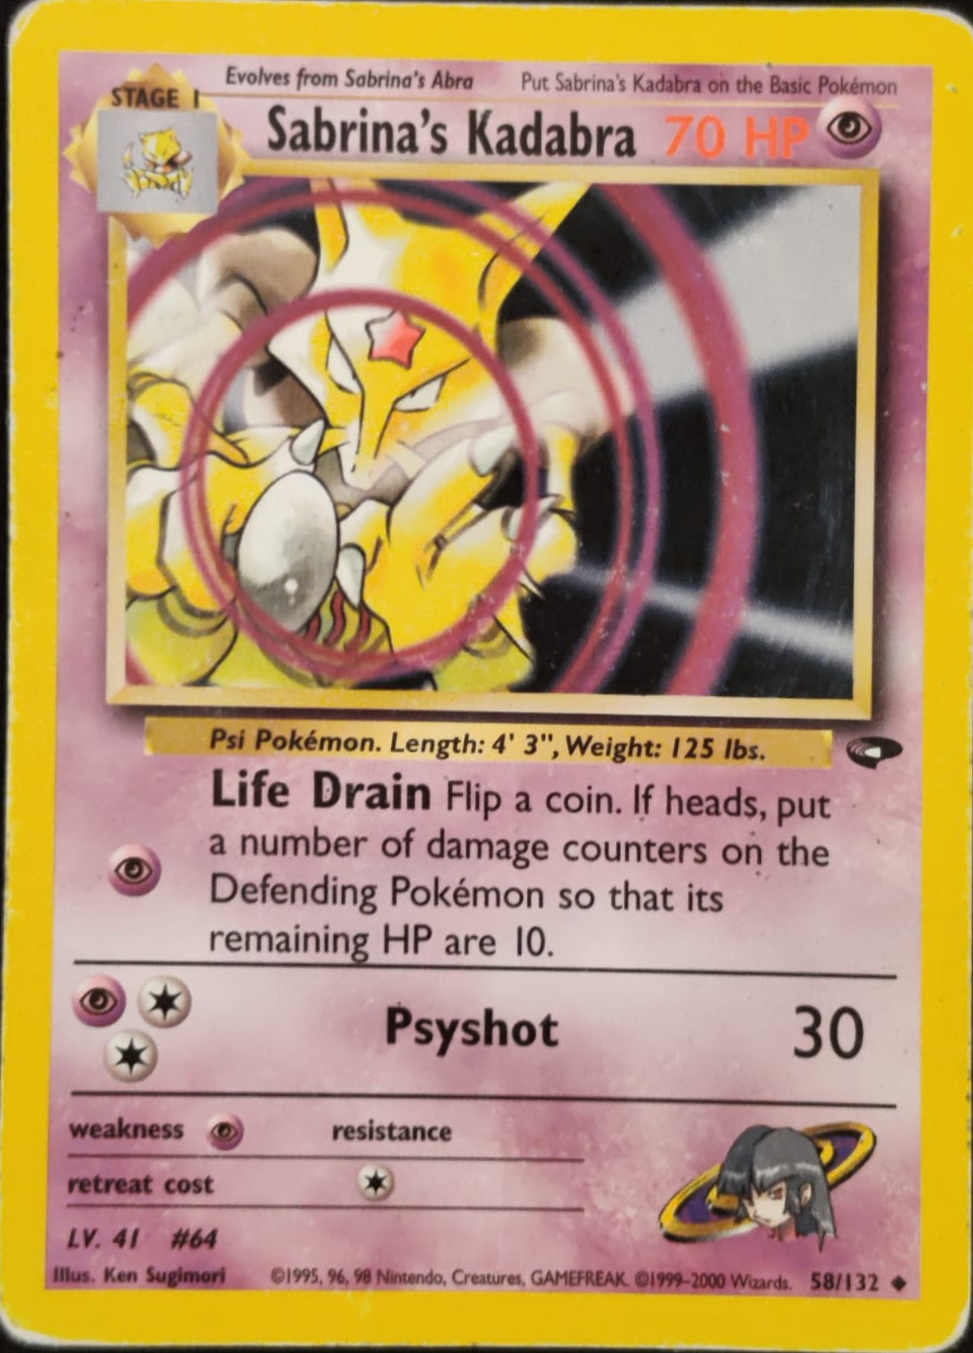 Evolves from Sabrina's Abra Put Sabrina's Kadabra on the Basic Pokémon
STAGE 1
Sabrina's Kadabra 70 HP
Psi Pokémon. Length: 4' 3", Weight: 125 lbs.
Life Drain Flip a coin. If heads, put
a number of damage counters on the
Defending Pokémon so that its
remaining HP are 10.
Psyshot 30
weakness resistance
retreat cost
LV. 41 #64
Illus. Ken Sugimori ©1995, 96, 98 Nintendo, Creatures, GAMEFREAK. ©1999-2000 Wizards. 58/132